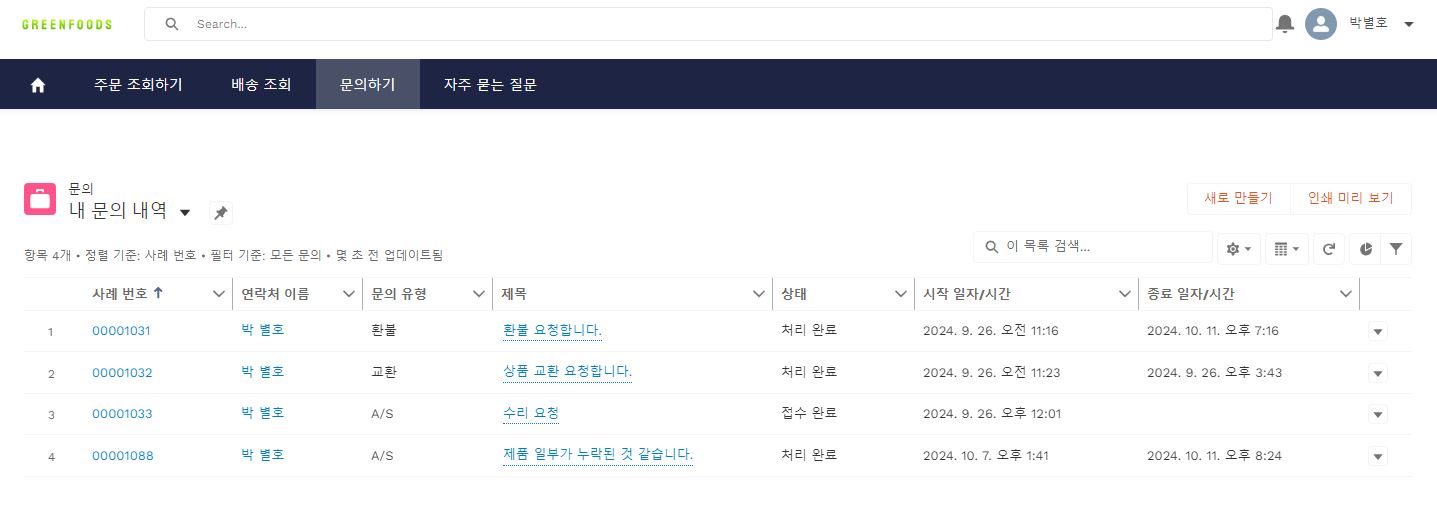 GREENFOODS Search... 박별호
주문 조회하기 배송 조회 문의하기 자주 묻는 질문
문의
내 문의 내역
새로 만들기 인쇄 미리 보기
항목 4개 • 정렬 기준: 사례 번호 • 필터 기준: 모든 문의 • 몇 초 전 업데이트됨
이 목록 검색...
사례 번호 연락처 이름 문의 유형 제목 상태 시작 일자/시간 종료 일자/시간
1 00001031 박 별호 환불 환불 요청합니다. 처리 완료 2024. 9. 26. 오전 11:16 2024. 10. 11. 오후 7:16
2 00001032 박 별호 교환 상품 교환 요청합니다. 처리 완료 2024. 9. 26. 오전 11:23 2024. 9. 26. 오후 3:43
3 00001033 박 별호 A/S 수리 요청 접수 완료 2024. 9. 26. 오후 12:01
4 00001088 박 별호 A/S 제품 일부가 누락된 것 같습니다. 처리 완료 2024. 10. 7. 오후 1:41 2024. 10. 11. 오후 8:24